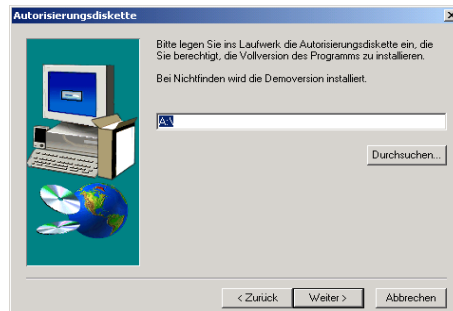 Autorisierungsdiskette
Bitte legen Sie ins Laufwerk die Autorisierungsdiskette ein, die
Sie berechtigt, die Vollversion des Programms zu installieren.
Bei Nichtfinden wird die Demoversion installiert.
A:\
Durchsuchen...
< Zurück Weiter > Abbrechen